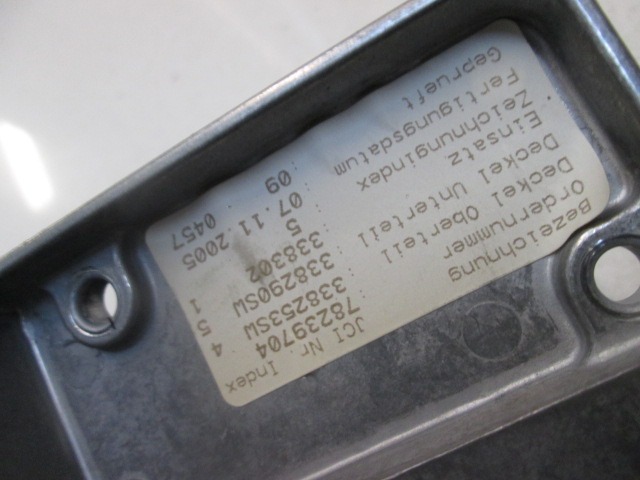 Bezeichnung JCI Nr. Index
Ordernummer : 78239704
Deckel Oberteil : 338253SW 4
Deckel Unterteil : 338290SW 5
Einsatz : 338302 1
Zeichnungindex : 5
Fertigungsdatum : 07.11.2005 0457
Geprueft : 09